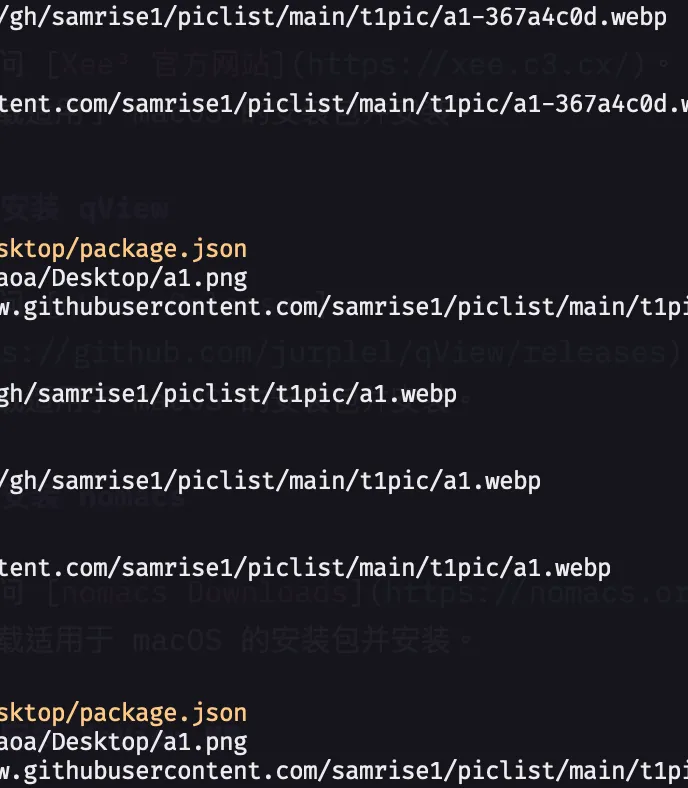 /gh/samrise1/piclist/main/t1pic/a1-367a4c0d.webp
问 [Xee³ 官方网站](https://xee.c3.cx/)。
tent.com/samrise1/piclist/main/t1pic/a1-367a4c0d.w
载适用于 macOS 的安装包并安装。
安装 qView
sktop/package.json
aoa/Desktop/a1.png
w.githubusercontent.com/samrise1/piclist/main/t1pi
s://github.com/jurplel/qView/releases)
gh/samrise1/piclist/t1pic/a1.webp
载适用于 macOS 的安装包并安装。
/gh/samrise1/piclist/main/t1pic/a1.webp
安装 nomacs
tent.com/samrise1/piclist/main/t1pic/a1.webp
问 [nomacs Downloads](https://nomacs.or
载适用于 macOS 的安装包并安装。
sktop/package.json
aoa/Desktop/a1.png
w.githubusercontent.com/samrise1/piclist/main/t1pi